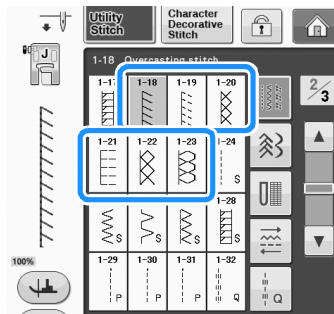 Utility
Stitch
Character
Decorative
Stitch
J
1-18 Overcasting stitch
2/3
1-17 1-18 1-19 1-20
1-21 1-22 1-23 1-24
S
1-28
S S S S
1-29 1-30 1-31 1-32
P P P Q
Q
100%